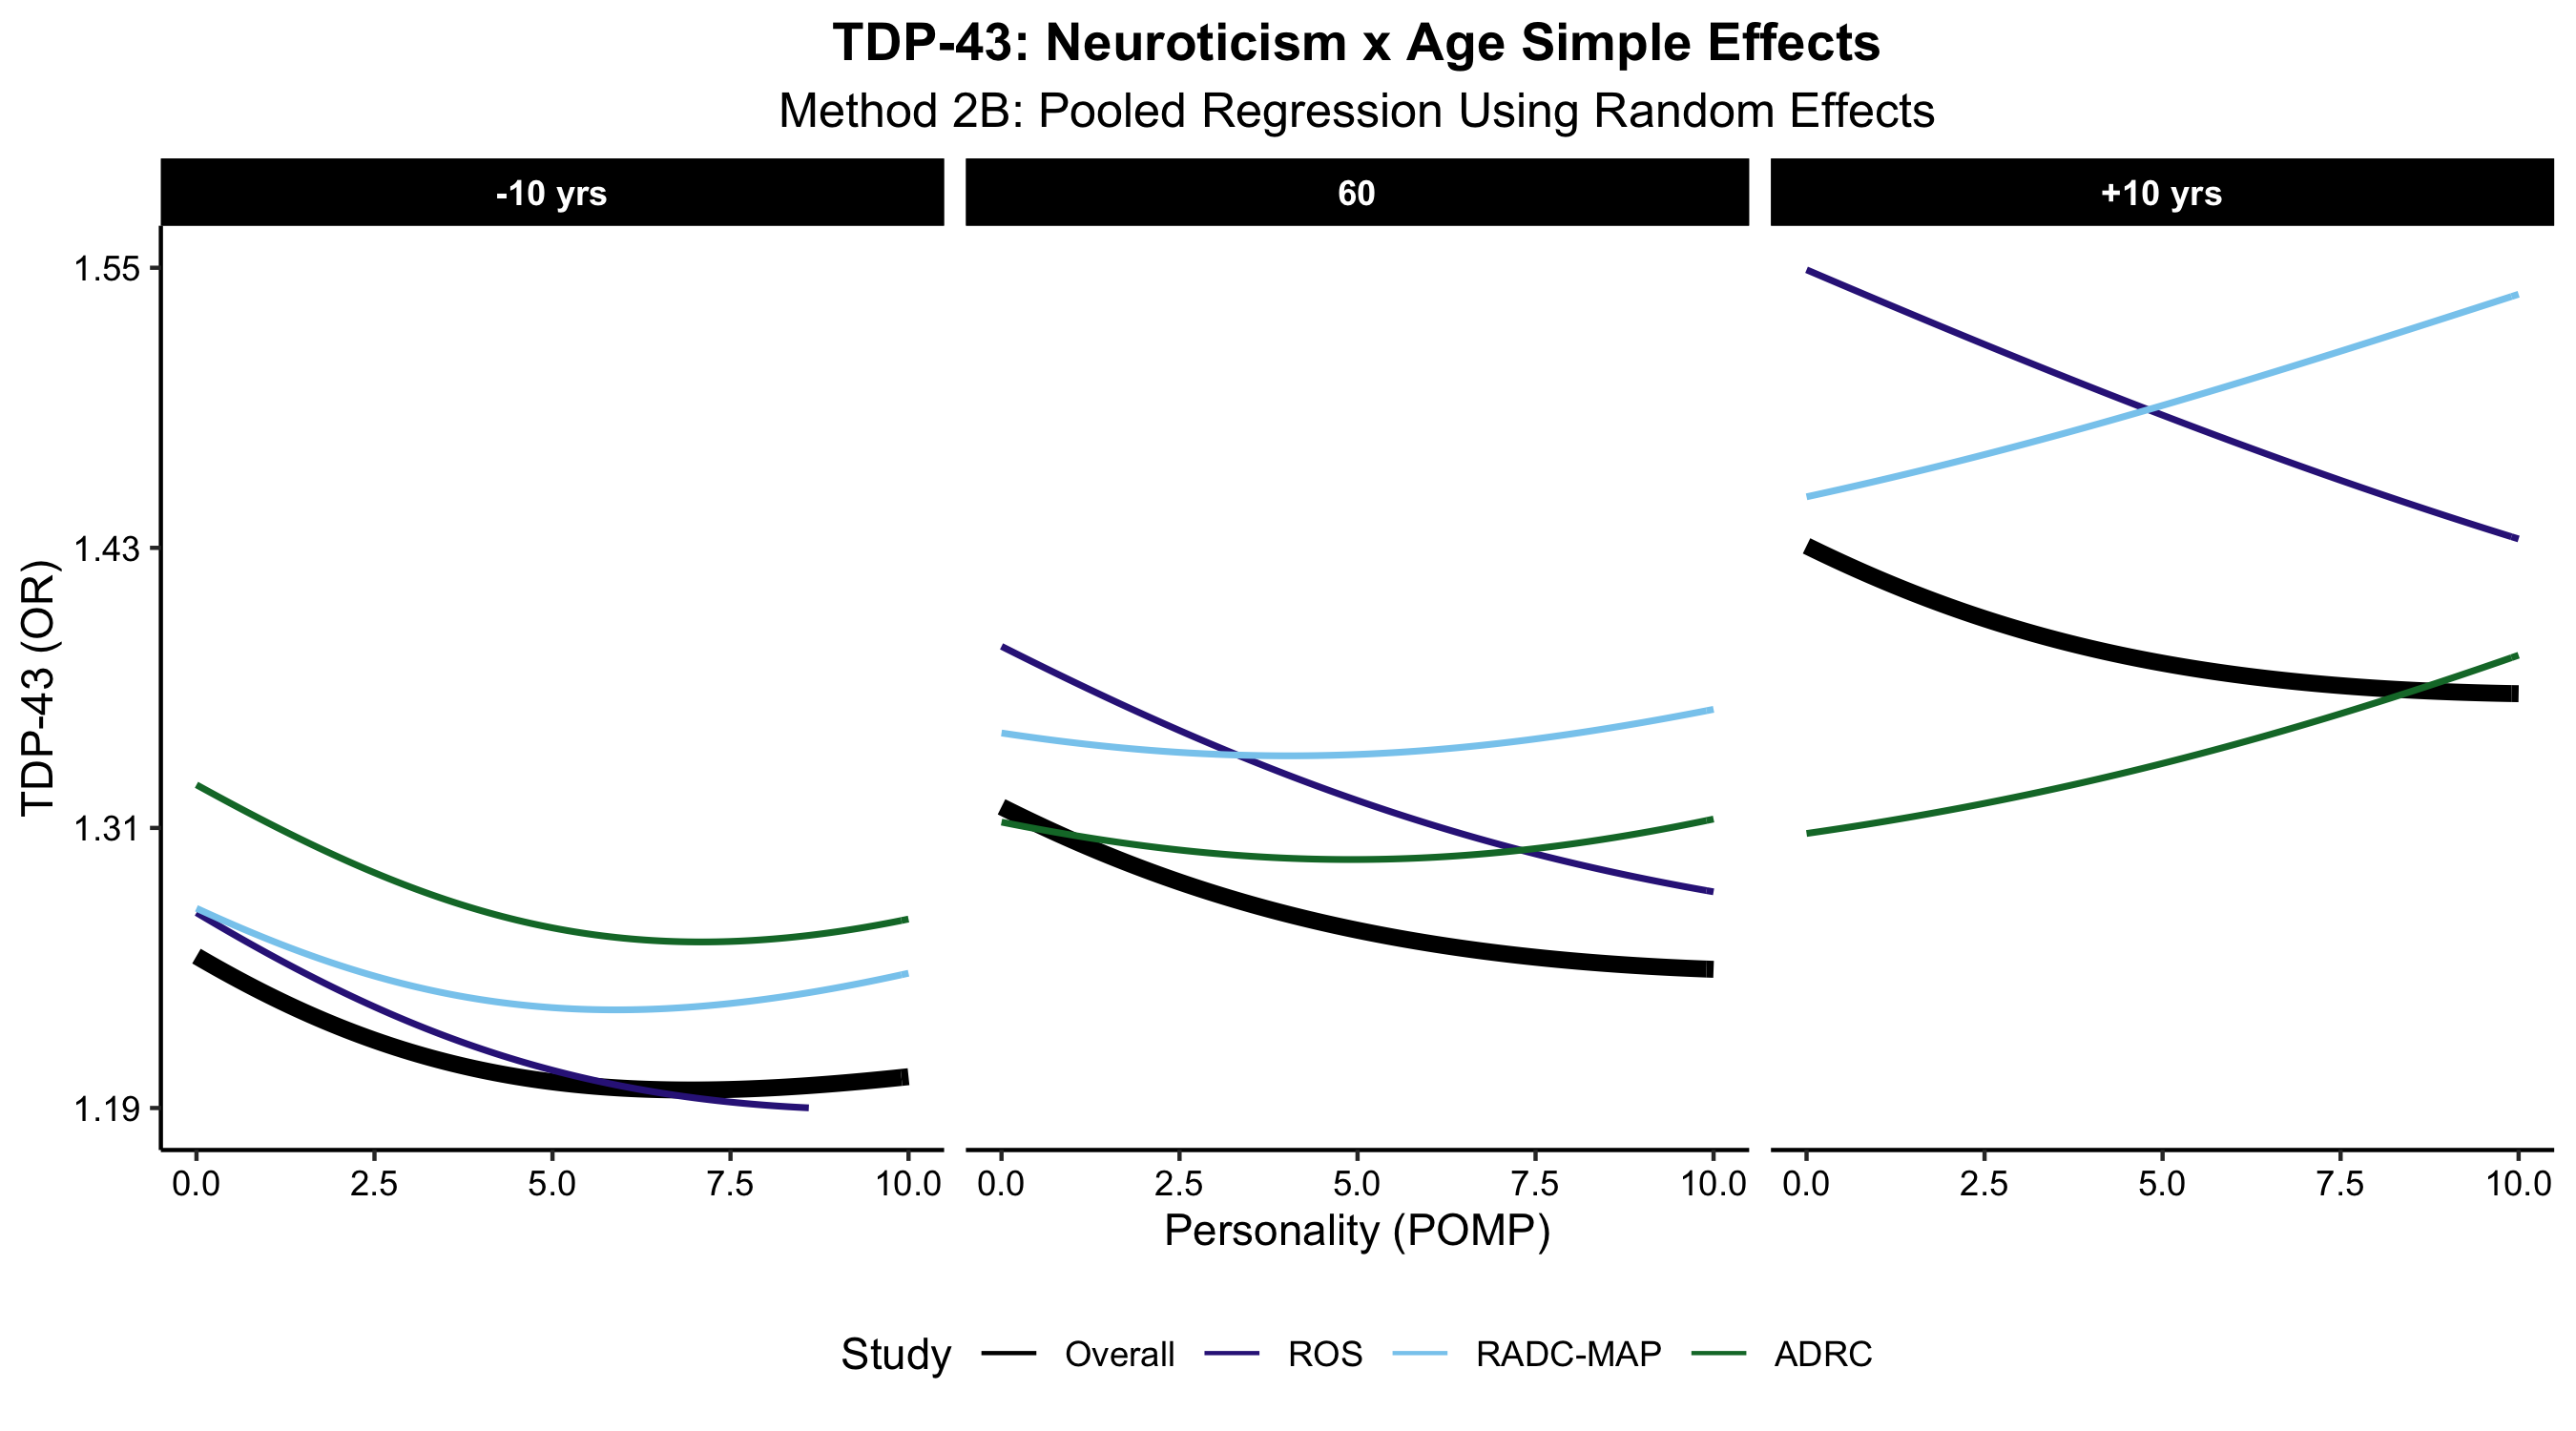 TDP-43: Neuroticism x Age Simple Effects
Method 2B: Pooled Regression Using Random Effects
-10 yrs 60 +10 yrs
TDP-43 (OR)
1.55
1.43
1.31
1.19
0.0 2.5 5.0 7.5 10.0 0.0 2.5 5.0 7.5 10.0 0.0 2.5 5.0 7.5 10.0
Personality (POMP)
Study Overall ROS RADC-MAP ADRC